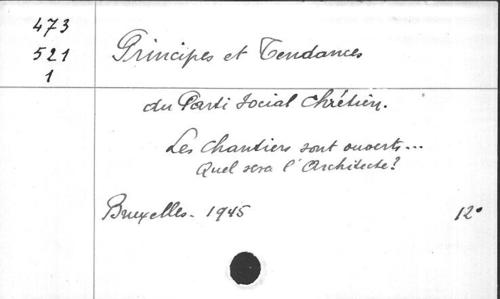 473
521
1
Principes et Tendances
du Parti Social Chrétien.
Les Chantiers sont ouverts...
Quel sera l'Architecte?
Bruxelles - 1945 12°